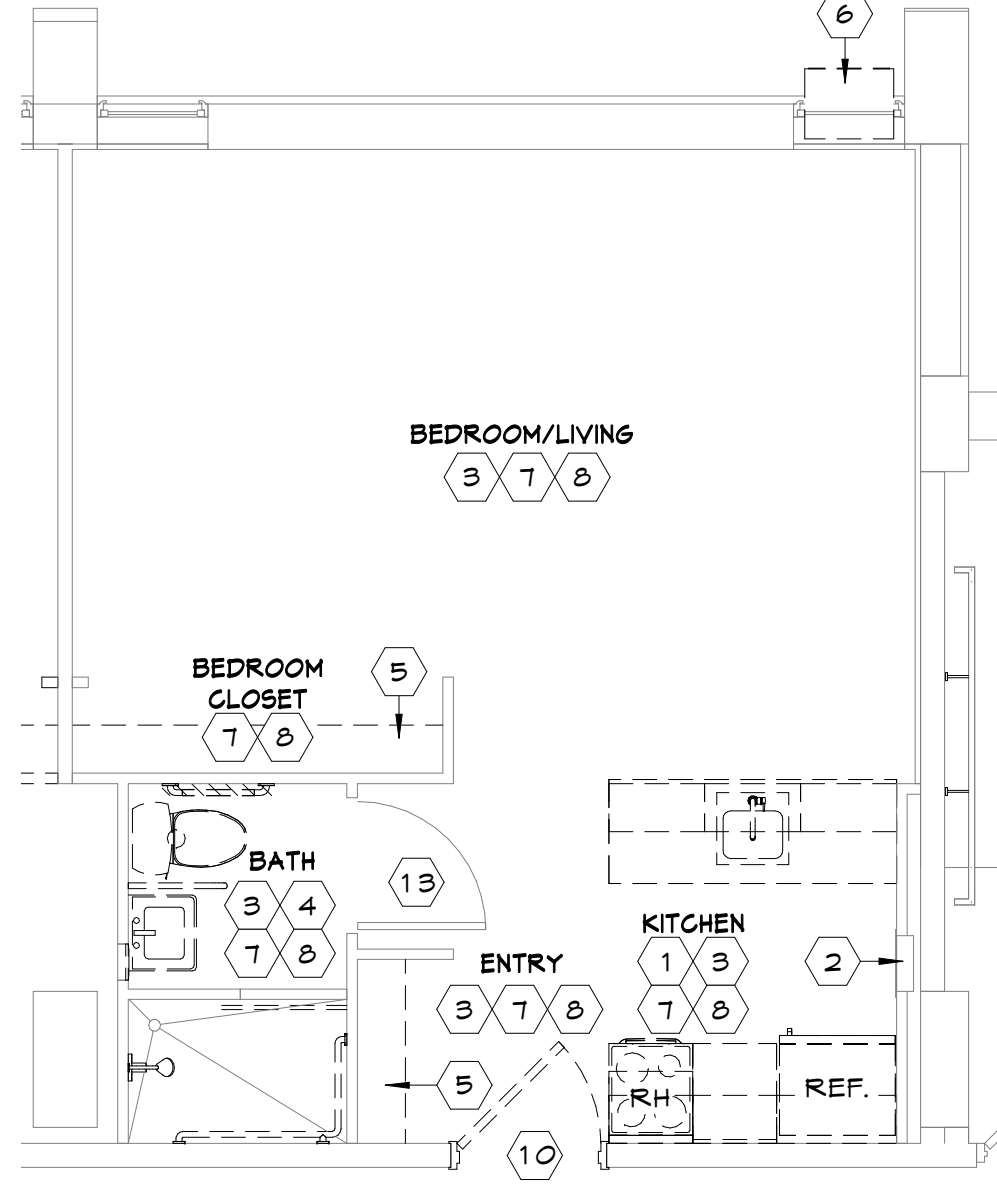 6
BEDROOM/LIVING
3 7 8
BEDROOM
CLOSET
7 8
5
BATH
3 4
7 8
13
KITCHEN
1 3
7 8
2
ENTRY
3 7 8
5
RH
REF.
10